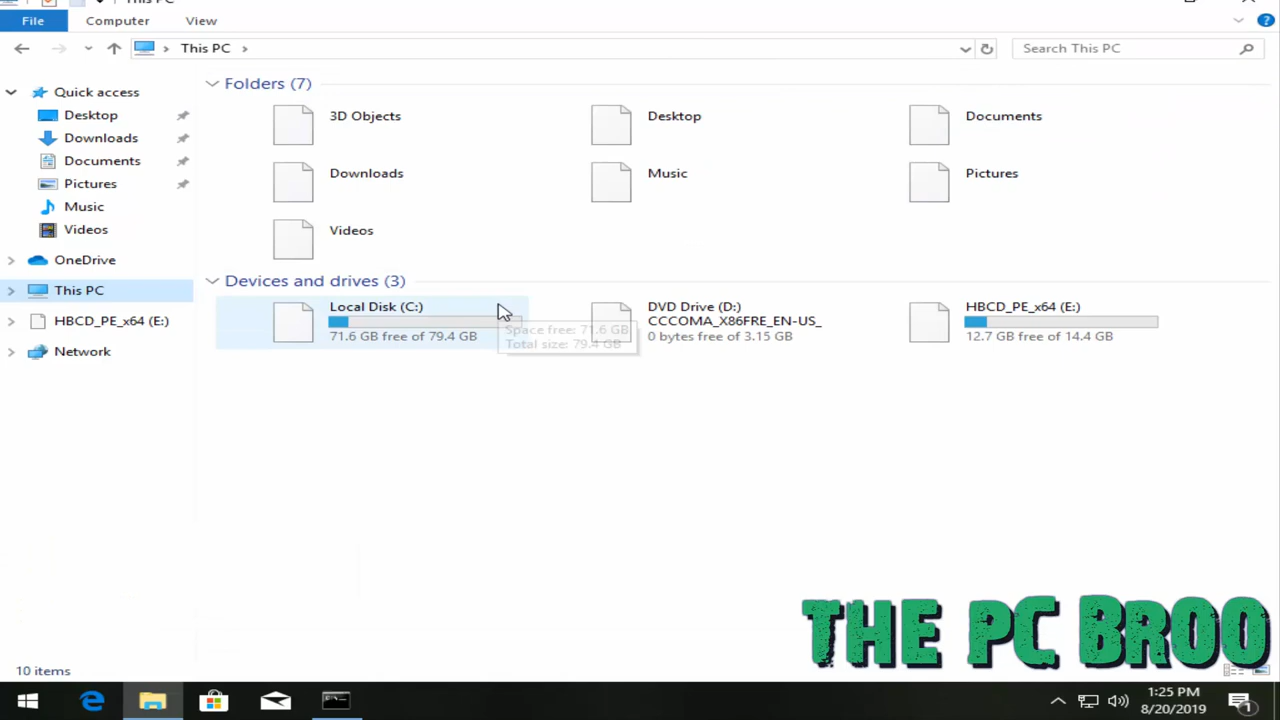 This PC
File Computer View
This PC
Search This PC
Quick access
Desktop
Downloads
Documents
Pictures
Music
Videos
OneDrive
This PC
HBCD_PE_x64 (E:)
Network
Folders (7)
3D Objects
Desktop
Documents
Downloads
Music
Pictures
Videos
Devices and drives (3)
Local Disk (C:)
71.6 GB free of 79.4 GB
Space free: 71.6 GB
Total size: 79.4 GB
DVD Drive (D:)
CCCOMA_X86FRE_EN-US_
0 bytes free of 3.15 GB
HBCD_PE_x64 (E:)
12.7 GB free of 14.4 GB
THE PC BROO
10 items
1:25 PM
8/20/2019
1